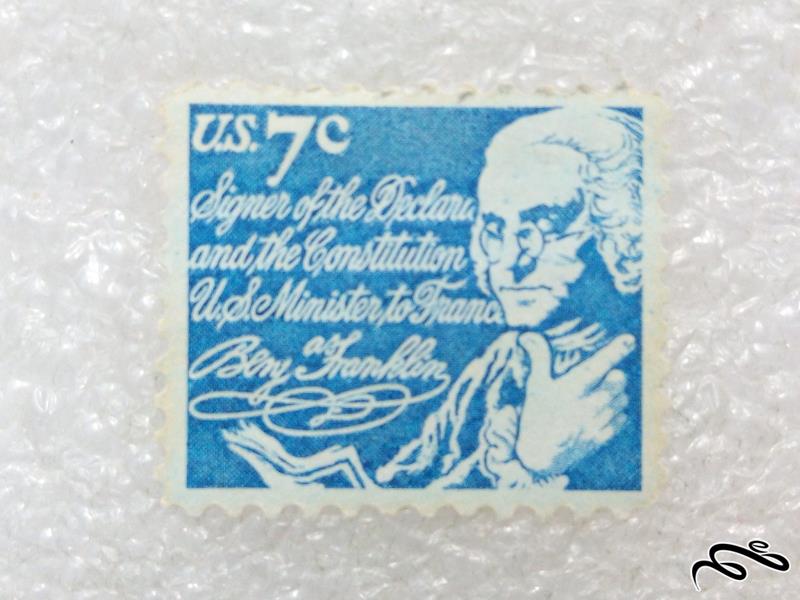 U.S. 7c
Signer of the Declara
and the Constitution
U.S. Minister to Franc
Benj Franklin